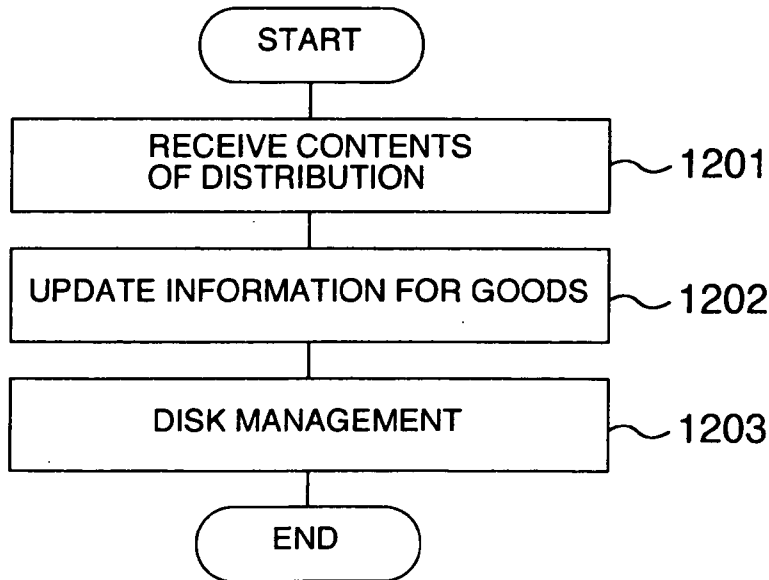 START
RECEIVE CONTENTS
OF DISTRIBUTION
1201
UPDATE INFORMATION FOR GOODS
1202
DISK MANAGEMENT
1203
END